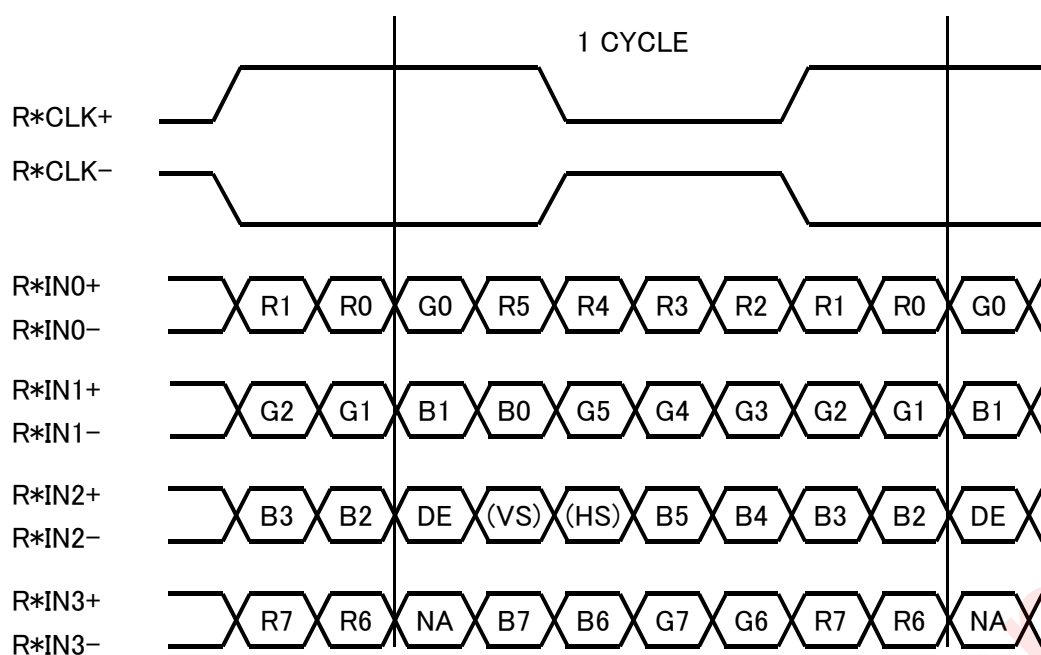 1 CYCLE
R*CLK+
R*CLK-
R*IN0+
R1 R0 G0 R5 R4 R3 R2 R1 R0 G0
R*IN0-
R*IN1+
G2 G1 B1 B0 G5 G4 G3 G2 G1 B1
R*IN1-
R*IN2+
B3 B2 DE (VS) (HS) B5 B4 B3 B2 DE
R*IN2-
R*IN3+
R7 R6 NA B7 B6 G7 G6 R7 R6 NA
R*IN3-